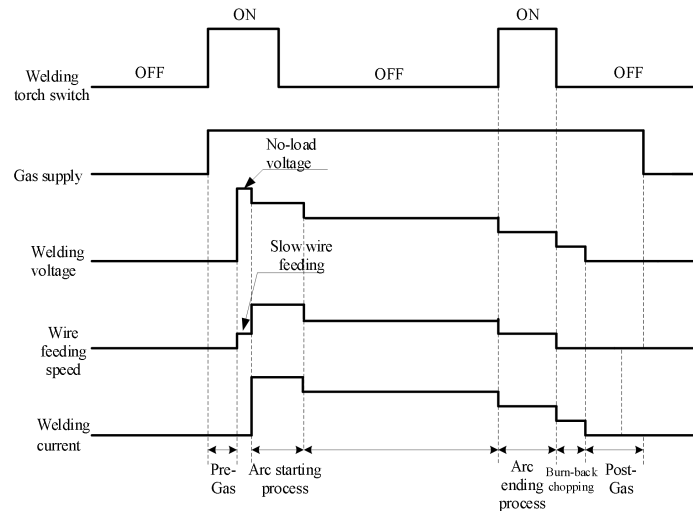 ON
ON
OFF
OFF
OFF
Welding
torch switch
No-load
voltage
Gas supply
Slow wire
feeding
Welding
voltage
Wire
feeding
speed
Welding
current
Pre-
Gas
Arc starting
process
Arc
ending
process
Burn-back
chopping
Post-
Gas